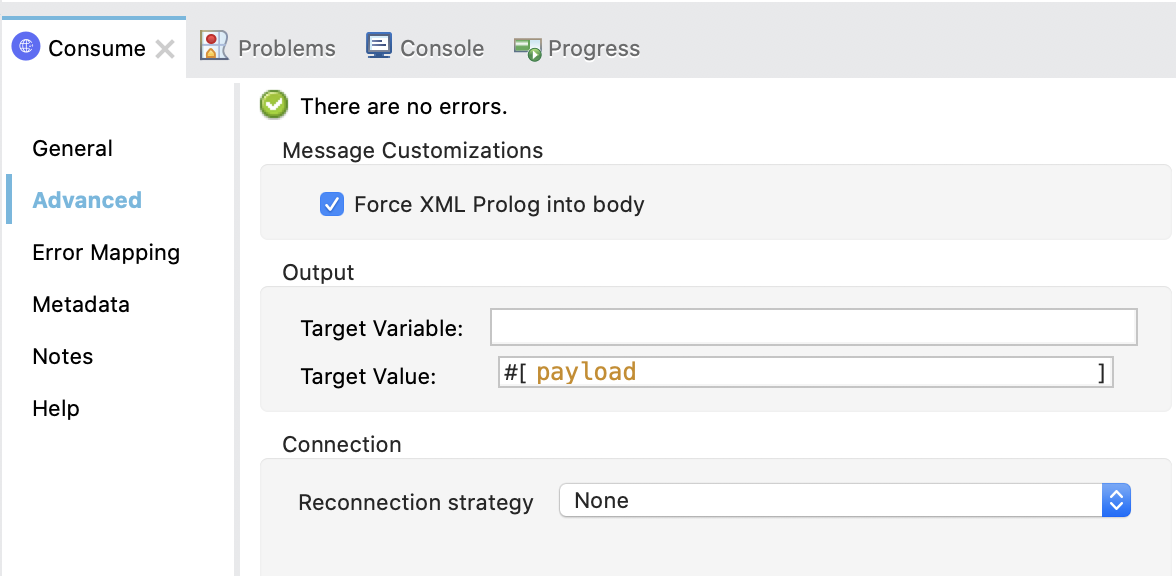 Consume
Problems
Console
Progress
There are no errors.
General
Advanced
Error Mapping
Metadata
Notes
Help
Message Customizations
Force XML Prolog into body
Output
Target Variable:
Target Value: #[ payload ]
Connection
Reconnection strategy None